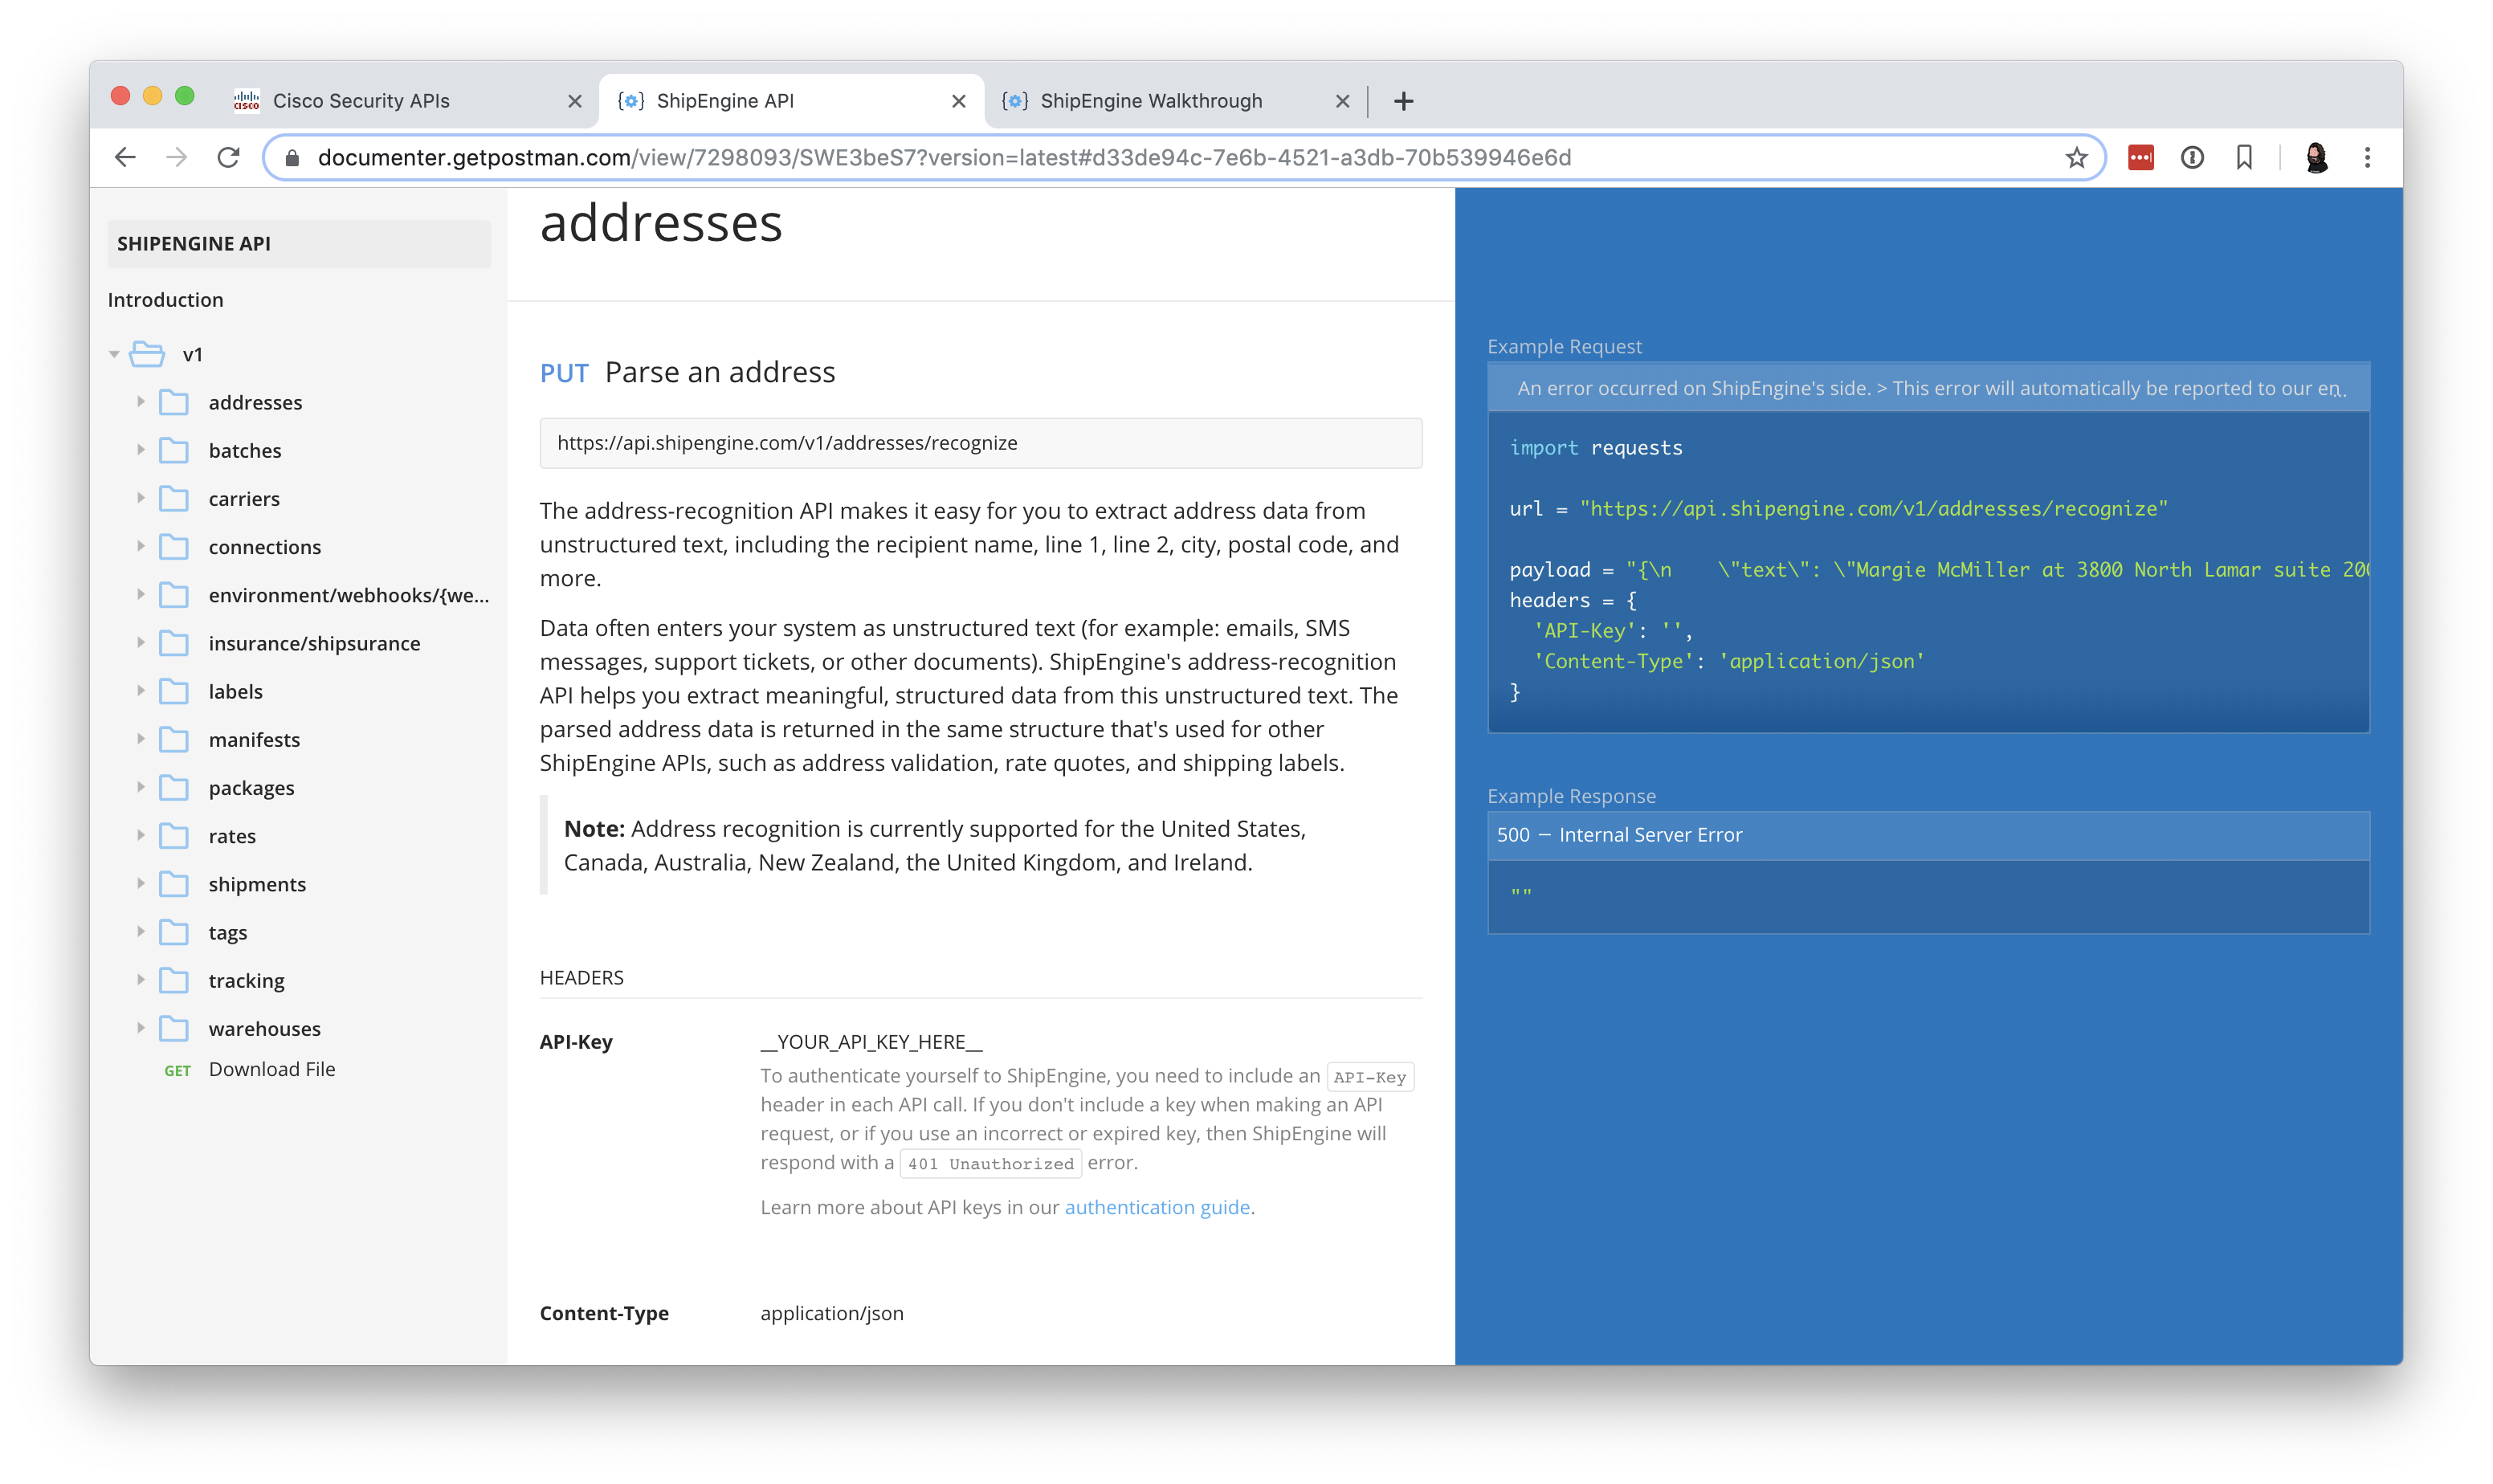 CISCO
Cisco Security APIs
ShipEngine API
ShipEngine Walkthrough
documenter.getpostman.com/view/7298093/SWE3beS7?version=latest#d33de94c-7e6b-4521-a3db-70b539946e6d
SHIPENGINE API
Introduction
v1
addresses
batches
carriers
connections
environment/webhooks/{we...
insurance/shipsurance
labels
manifests
packages
rates
shipments
tags
tracking
warehouses
GET Download File
addresses
PUT Parse an address
https://api.shipengine.com/v1/addresses/recognize
The address-recognition API makes it easy for you to extract address data from
unstructured text, including the recipient name, line 1, line 2, city, postal code, and
more.
Data often enters your system as unstructured text (for example: emails, SMS
messages, support tickets, or other documents). ShipEngine's address-recognition
API helps you extract meaningful, structured data from this unstructured text. The
parsed address data is returned in the same structure that's used for other
ShipEngine APIs, such as address validation, rate quotes, and shipping labels.
Note: Address recognition is currently supported for the United States,
Canada, Australia, New Zealand, the United Kingdom, and Ireland.
HEADERS
API-Key
__YOUR_API_KEY_HERE__
To authenticate yourself to ShipEngine, you need to include an API-Key
header in each API call. If you don't include a key when making an API
request, or if you use an incorrect or expired key, then ShipEngine will
respond with a 401 Unauthorized error.
Learn more about API keys in our authentication guide.
Content-Type
application/json
Example Request
An error occurred on ShipEngine's side. > This error will automatically be reported to our en...
import requests
url = "https://api.shipengine.com/v1/addresses/recognize"
payload = "{\n    \"text\": \"Margie McMiller at 3800 North Lamar suite 200
headers = {
  'API-Key': '',
  'Content-Type': 'application/json'
}
Example Response
500 — Internal Server Error
""